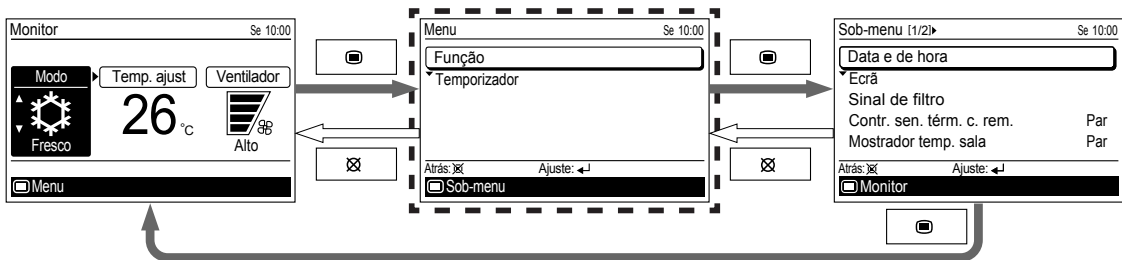 Monitor Se 10:00
Modo Temp. ajust Ventilador
26 °C
Fresco Alto
Menu
Menu Se 10:00
Função
Temporizador
Atrás: Ajuste:
Sob-menu
Sob-menu [1/2] Se 10:00
Data e de hora
Ecrã
Sinal de filtro
Contr. sen. térm. c. rem. Par
Mostrador temp. sala Par
Atrás: Ajuste:
Monitor